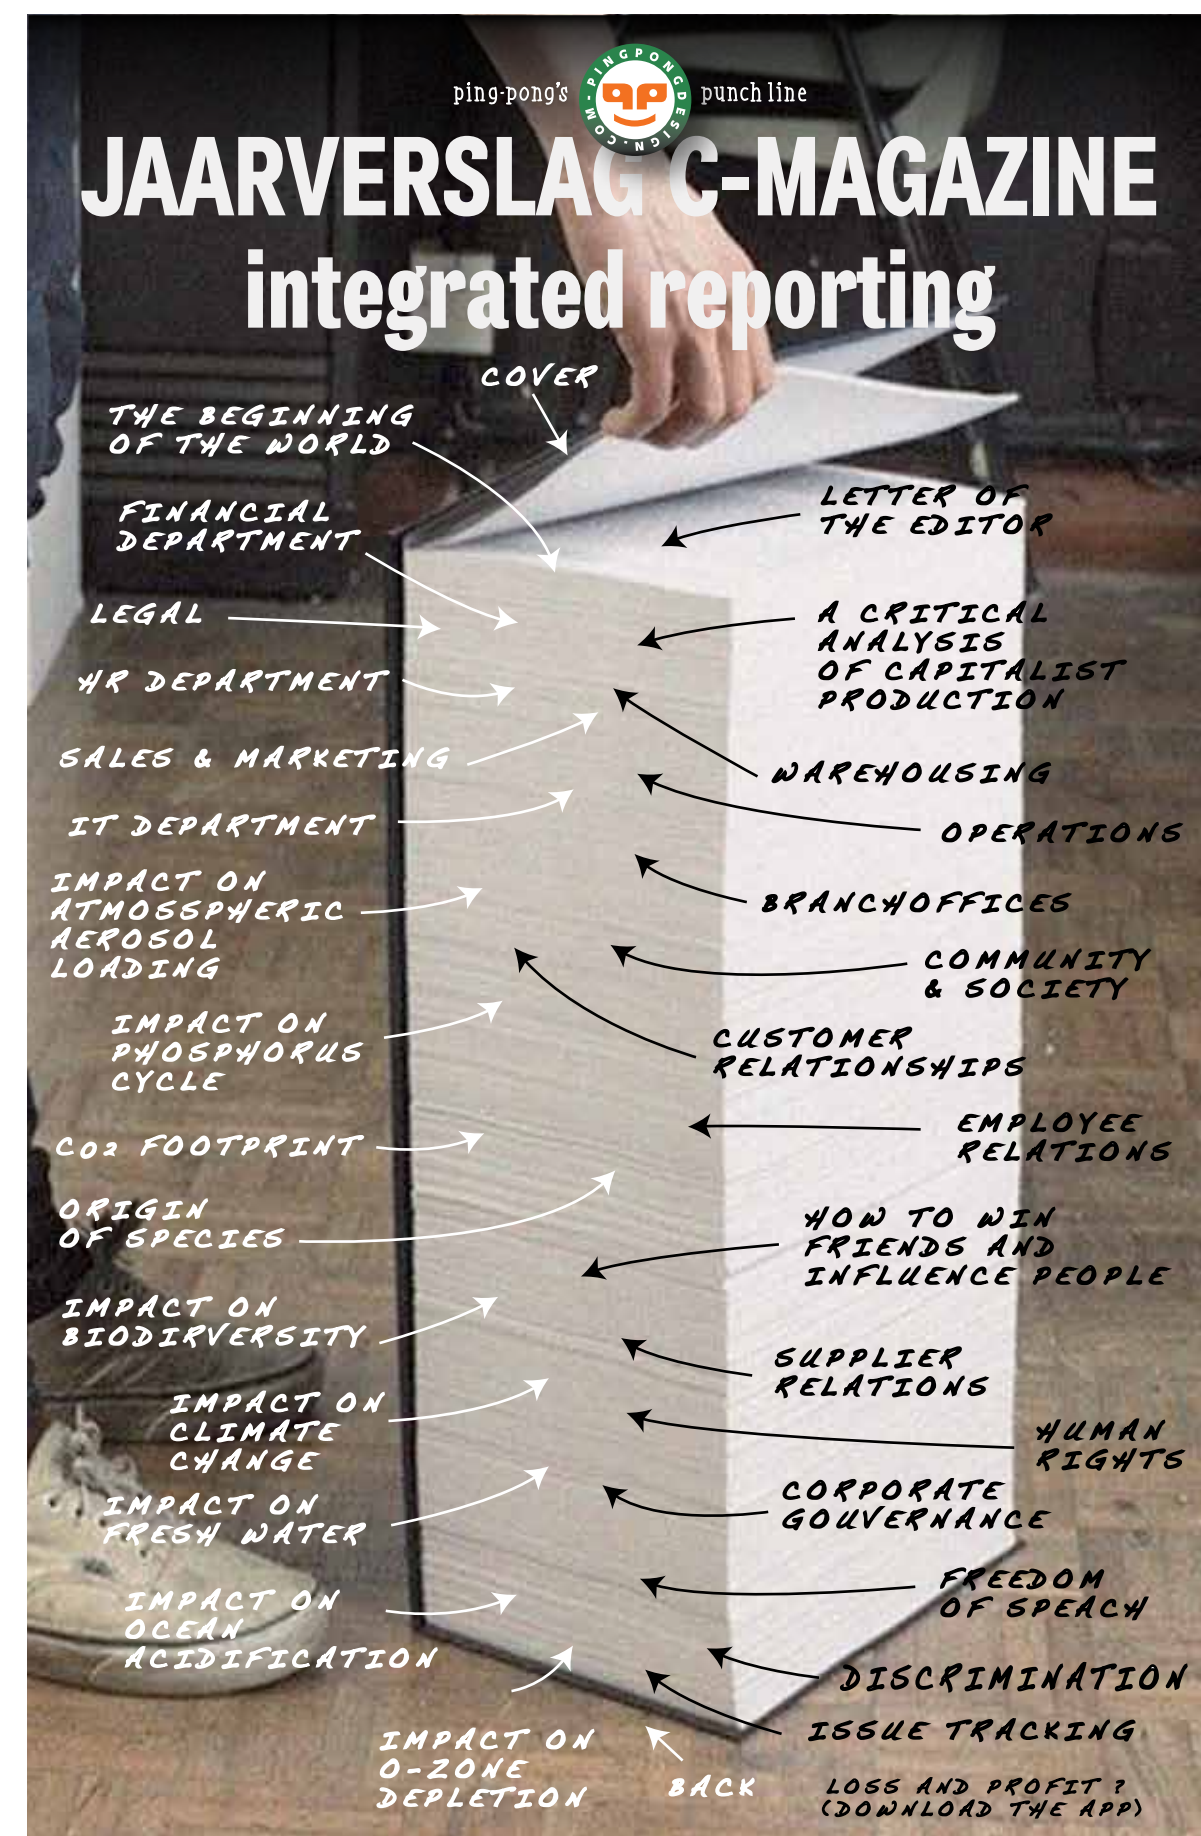 ping-pong's
PINGPONGDESIGN.COM
punch line
JAARVERSLAG C-MAGAZINE
integrated reporting
COVER
THE BEGINNING
OF THE WORLD
FINANCIAL
DEPARTMENT
LEGAL
HR DEPARTMENT
SALES & MARKETING
IT DEPARTMENT
IMPACT ON
ATMOSSPHERIC
AEROSOL
LOADING
IMPACT ON
PHOSPHORUS
CYCLE
CO2 FOOTPRINT
ORIGIN
OF SPECIES
IMPACT ON
BIODIRVERSITY
IMPACT ON
CLIMATE
CHANGE
IMPACT ON
FRESH WATER
IMPACT ON
OCEAN
ACIDIFICATION
IMPACT ON
O-ZONE
DEPLETION
BACK
LETTER OF
THE EDITOR
A CRITICAL
ANALYSIS
OF CAPITALIST
PRODUCTION
WAREHOUSING
OPERATIONS
BRANCHOFFICES
COMMUNITY
& SOCIETY
CUSTOMER
RELATIONSHIPS
EMPLOYEE
RELATIONS
HOW TO WIN
FRIENDS AND
INFLUENCE PEOPLE
SUPPLIER
RELATIONS
HUMAN
RIGHTS
CORPORATE
GOUVERNANCE
FREEDOM
OF SPEACH
DISCRIMINATION
ISSUE TRACKING
LOSS AND PROFIT ?
(DOWNLOAD THE APP)